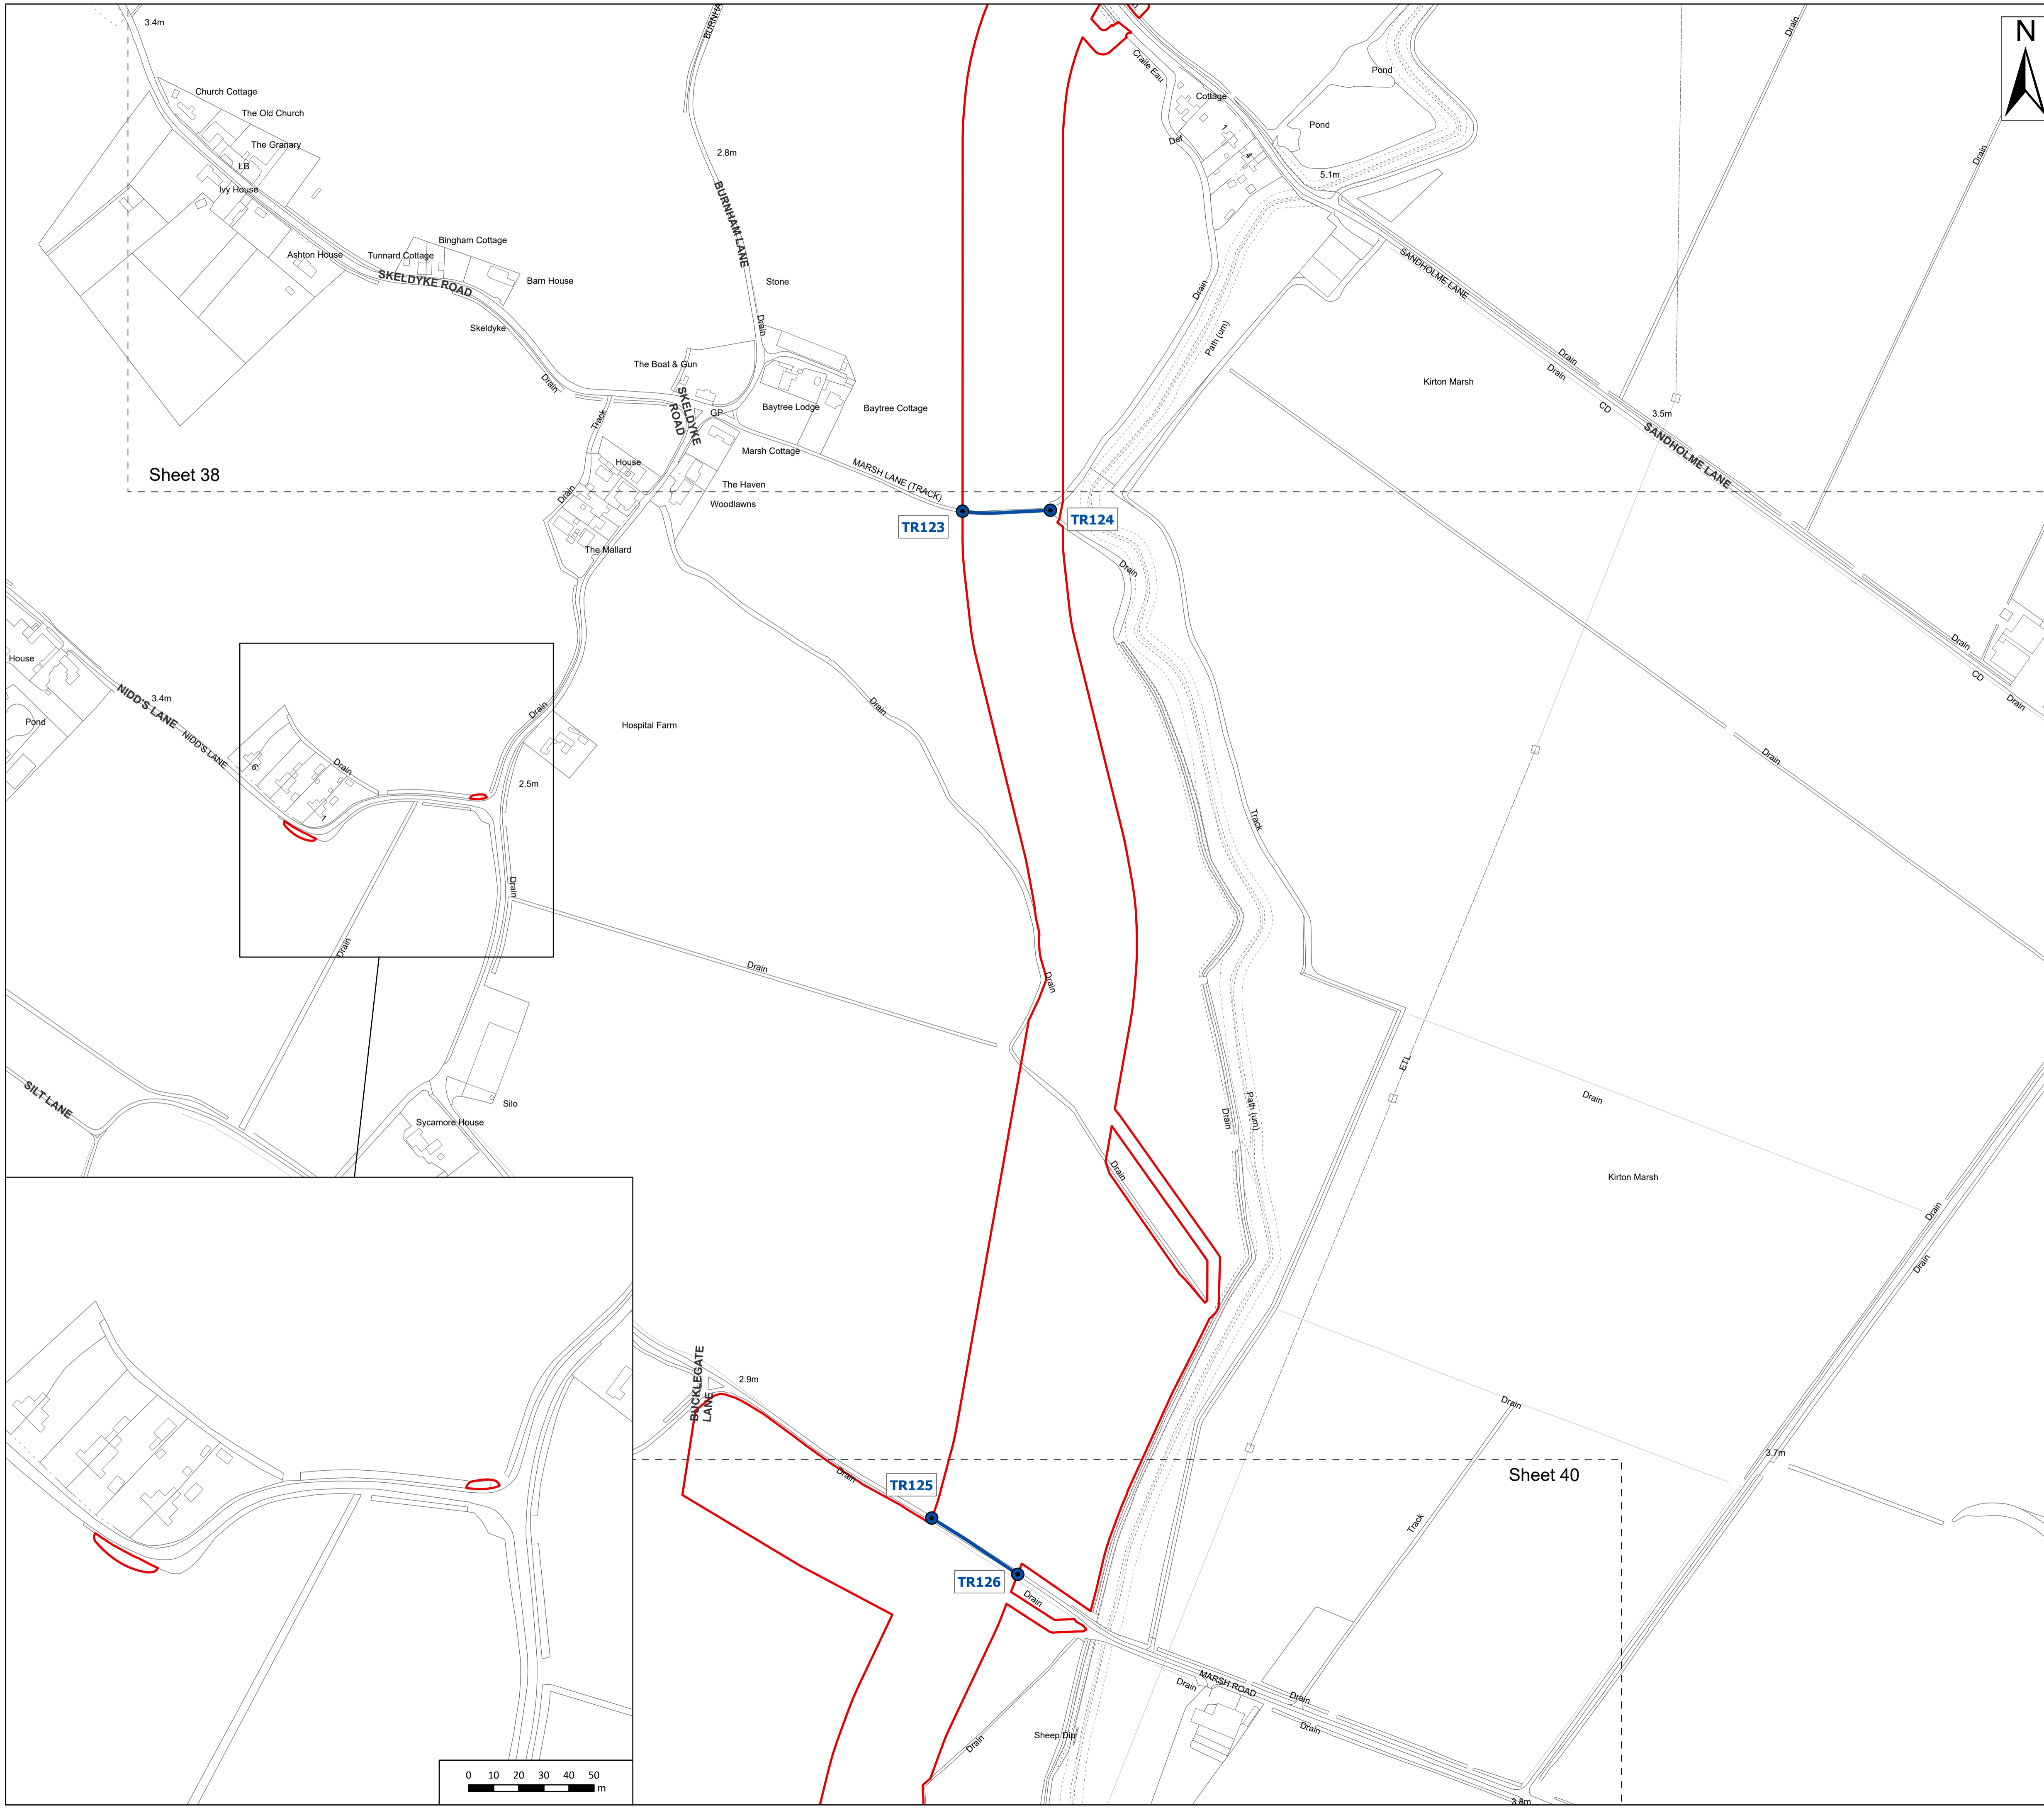 3.4m
BURNHA
Drain
N
Craile Eau
Pond
Church Cottage
Cottage
The Old Church
Pond
1
The Granary
Def
2.8m
4
Drain
LB
5.1m
Ivy House
BURNHAM LANE
Bingham Cottage
Ashton House
Tunnard Cottage
SANDHOLME LANE
SKELDYKE ROAD
Barn House
Stone
Drain
Skeldyke
Drain
Path (um)
The Boat & Gun
Drain
Drain
Drain
Kirton Marsh
SKELDYKE
ROAD
GP
Baytree Lodge
Baytree Cottage
CD
3.5m
Track
Marsh Cottage
SANDHOLME LANE
House
MARSH LANE (TRACK)
Sheet 38
The Haven
Drain
Woodlawns
TR123
TR124
The Mallard
Drain
Drain
House
CD
NIDD'S LANE
3.4m
Drain
Drain
Drain
Pond
Hospital Farm
NIDD'S LANE
Drain
6
Drain
2.5m
7
Track
Drain
Drain
Drain
Drain
ETL
SILT LANE
Silo
Drain
Path (um)
Drain
Sycamore House
Drain
Kirton Marsh
Drain
Drain
BUCKLEGATE
LANE
2.9m
Drain
3.7m
Drain
TR125
Sheet 40
Track
TR126
Drain
MARSH ROAD
Drain
Drain
Drain
Sheep Dip
Drain
0 10 20 30 40 50
m
3.8m